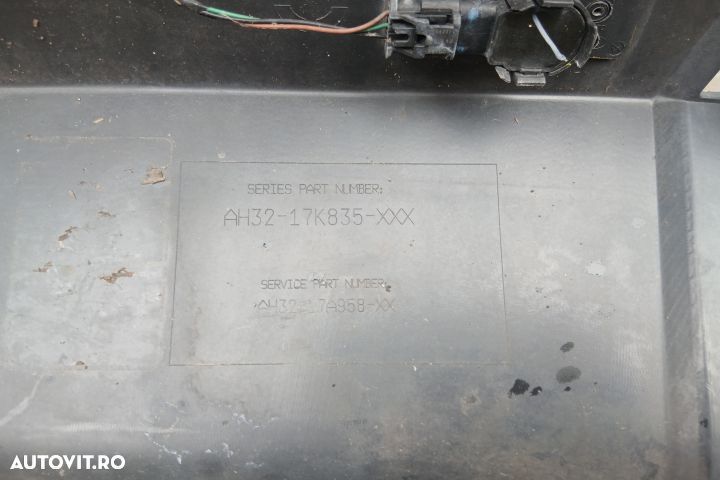 SERIES PART NUMBER:
AH32-17K835-XXX
SERVICE PART NUMBER:
AH32-17A958-XX
AUTOVIT.RO